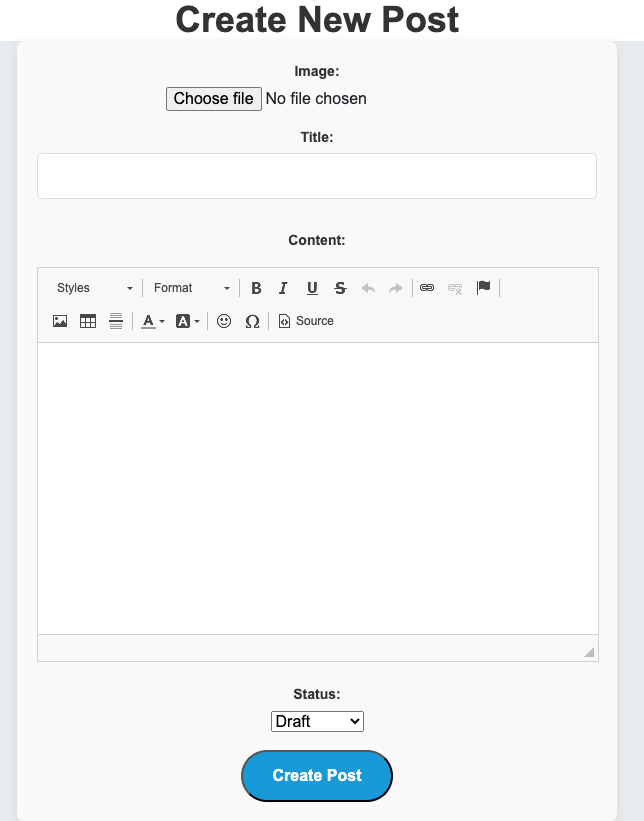 Create New Post
Image:
Choose file No file chosen
Title:
Content:
Styles Format B I U S
A A Ω Source
Status:
Draft
Create Post